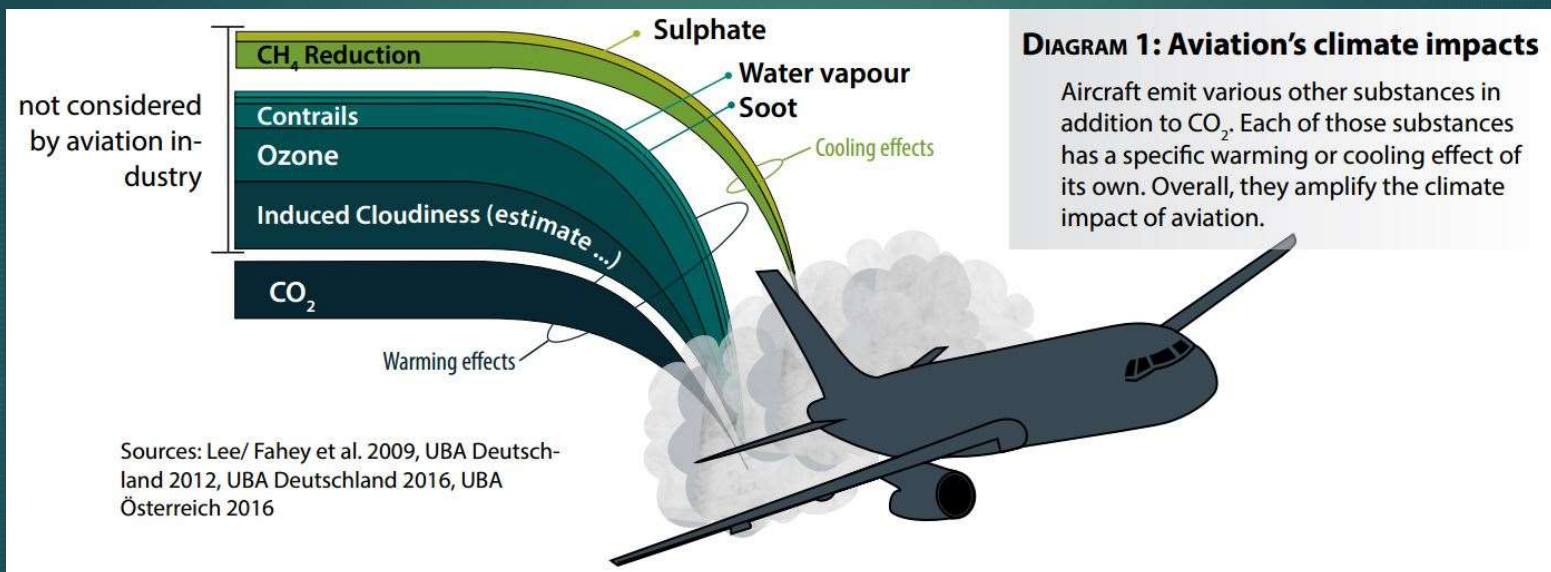 Sulphate
CH₄ Reduction
Water vapour
Soot
not considered
by aviation in-
dustry
Contrails
Ozone
Cooling effects
Induced Cloudiness (estimate ...)
CO₂
Warming effects
Sources: Lee/ Fahey et al. 2009, UBA Deutsch-
land 2012, UBA Deutschland 2016, UBA
Österreich 2016
DIAGRAM 1: Aviation's climate impacts
Aircraft emit various other substances in
addition to CO₂. Each of those substances
has a specific warming or cooling effect of
its own. Overall, they amplify the climate
impact of aviation.